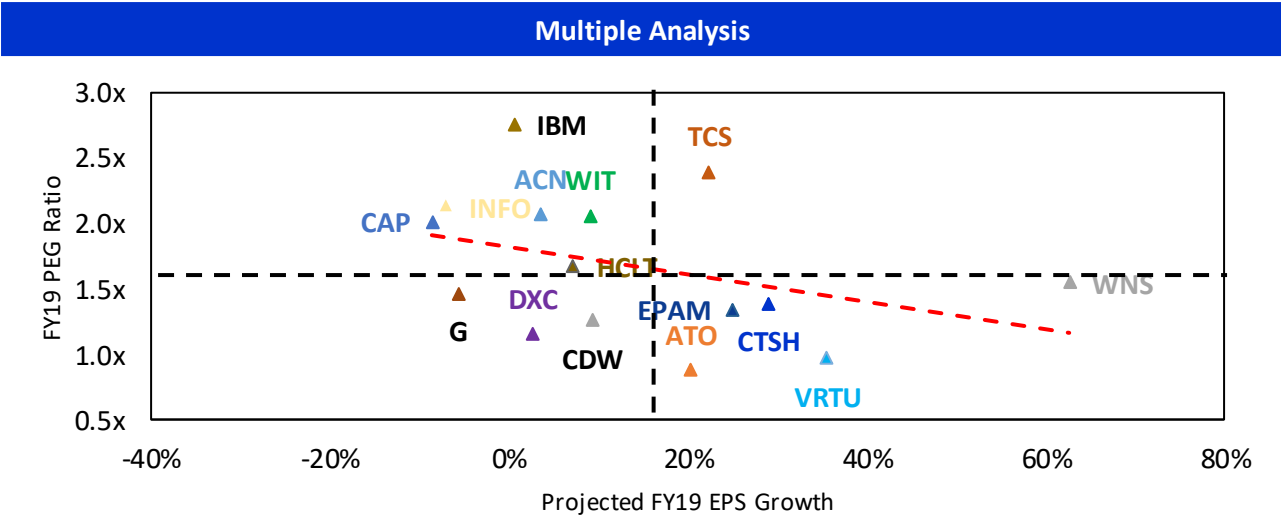 Multiple Analysis
3.0x
IBM
TCS
2.5x
ACN
WIT
INFO
CAP
2.0x
HCLT
FY19 PEG Ratio
1.5x
WNS
DXC
EPAM
G
ATO
CTSH
CDW
1.0x
VRTU
0.5x
-40%
-20%
0%
20%
40%
60%
80%
Projected FY19 EPS Growth